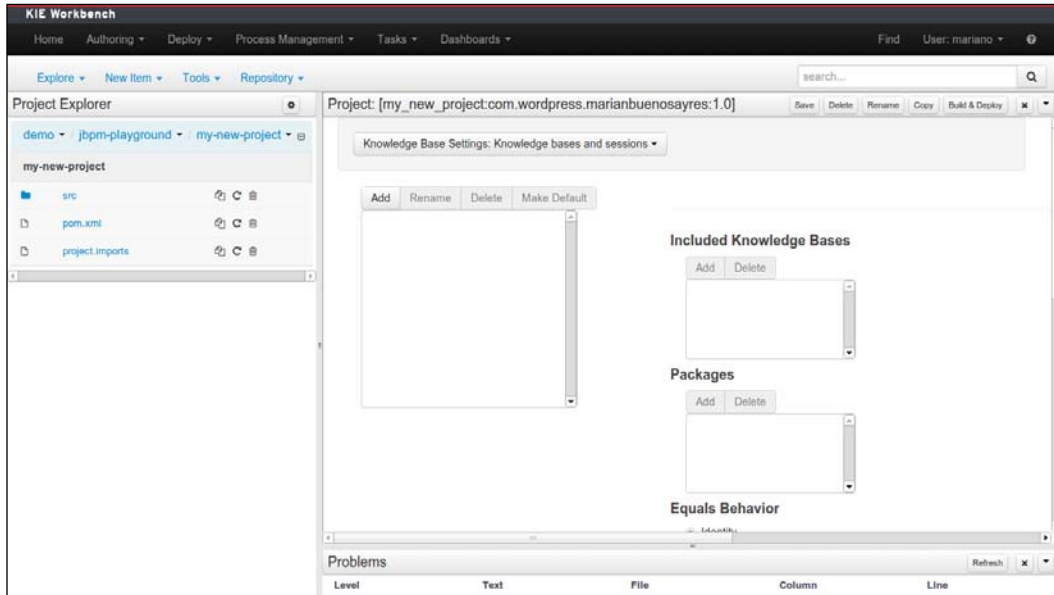 KIE Workbench
Home Authoring Deploy Process Management Tasks Dashboards Find User: mariano
Explore New Item Tools Repository search...
Project Explorer
demo / jbpm-playground / my-new-project
my-new-project
src
pom.xml
project.imports
Project: [my_new_project:com.wordpress.marianbuenosayres:1.0] Save Delete Rename Copy Build & Deploy
Knowledge Base Settings: Knowledge bases and sessions
Add Rename Delete Make Default
Included Knowledge Bases
Add Delete
Packages
Add Delete
Equals Behavior
Identity
Problems Refresh
Level Text File Column Line